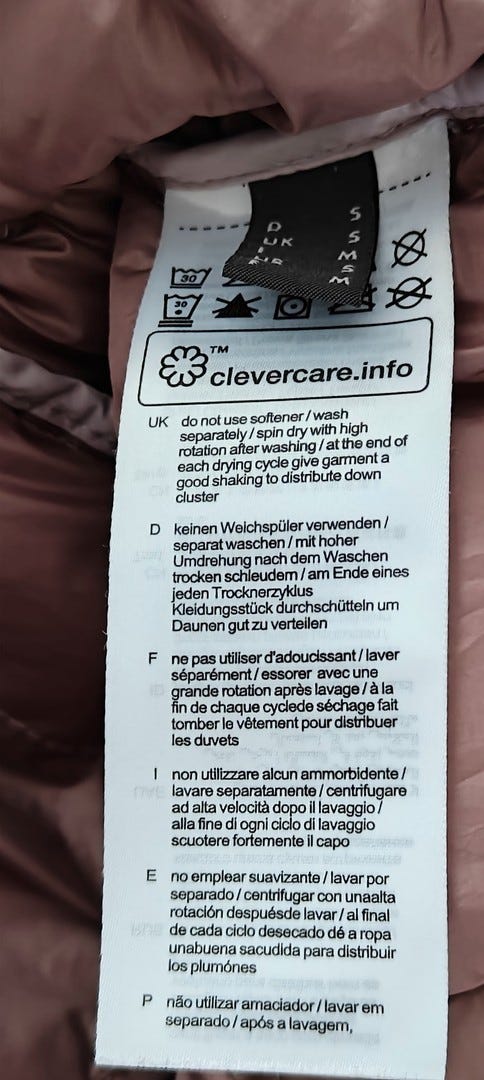 D
UK
S
S
M
S
M
30
30
TM
clevercare.info
UK do not use softener / wash
separately / spin dry with high
rotation after washing / at the end of
each drying cycle give garment a
good shaking to distribute down
cluster
D keinen Weichspüler verwenden /
separat waschen / mit hoher
Umdrehung nach dem Waschen
trocken schleudern / am Ende eines
jeden Trocknerzyklus
Kleidungsstück durchschütteln um
Daunen gut zu verteilen
F ne pas utiliser d'adoucissant / laver
séparément / essorer avec une
grande rotation après lavage / à la
fin de chaque cyclede séchage fait
tomber le vêtement pour distribuer
les duvets
I non utilizzare alcun ammorbidente /
lavare separatamente / centrifugare
ad alta velocità dopo il lavaggio /
alla fine di ogni ciclo di lavaggio
scuotere fortemente il capo
E no emplear suavizante / lavar por
separado / centrifugar con unaalta
rotación despuésde lavar / al final
de cada ciclo desecado dé a ropa
unabuena sacudida para distribuir
los plumónes
P não utilizar amaciador / lavar em
separado / após a lavagem,